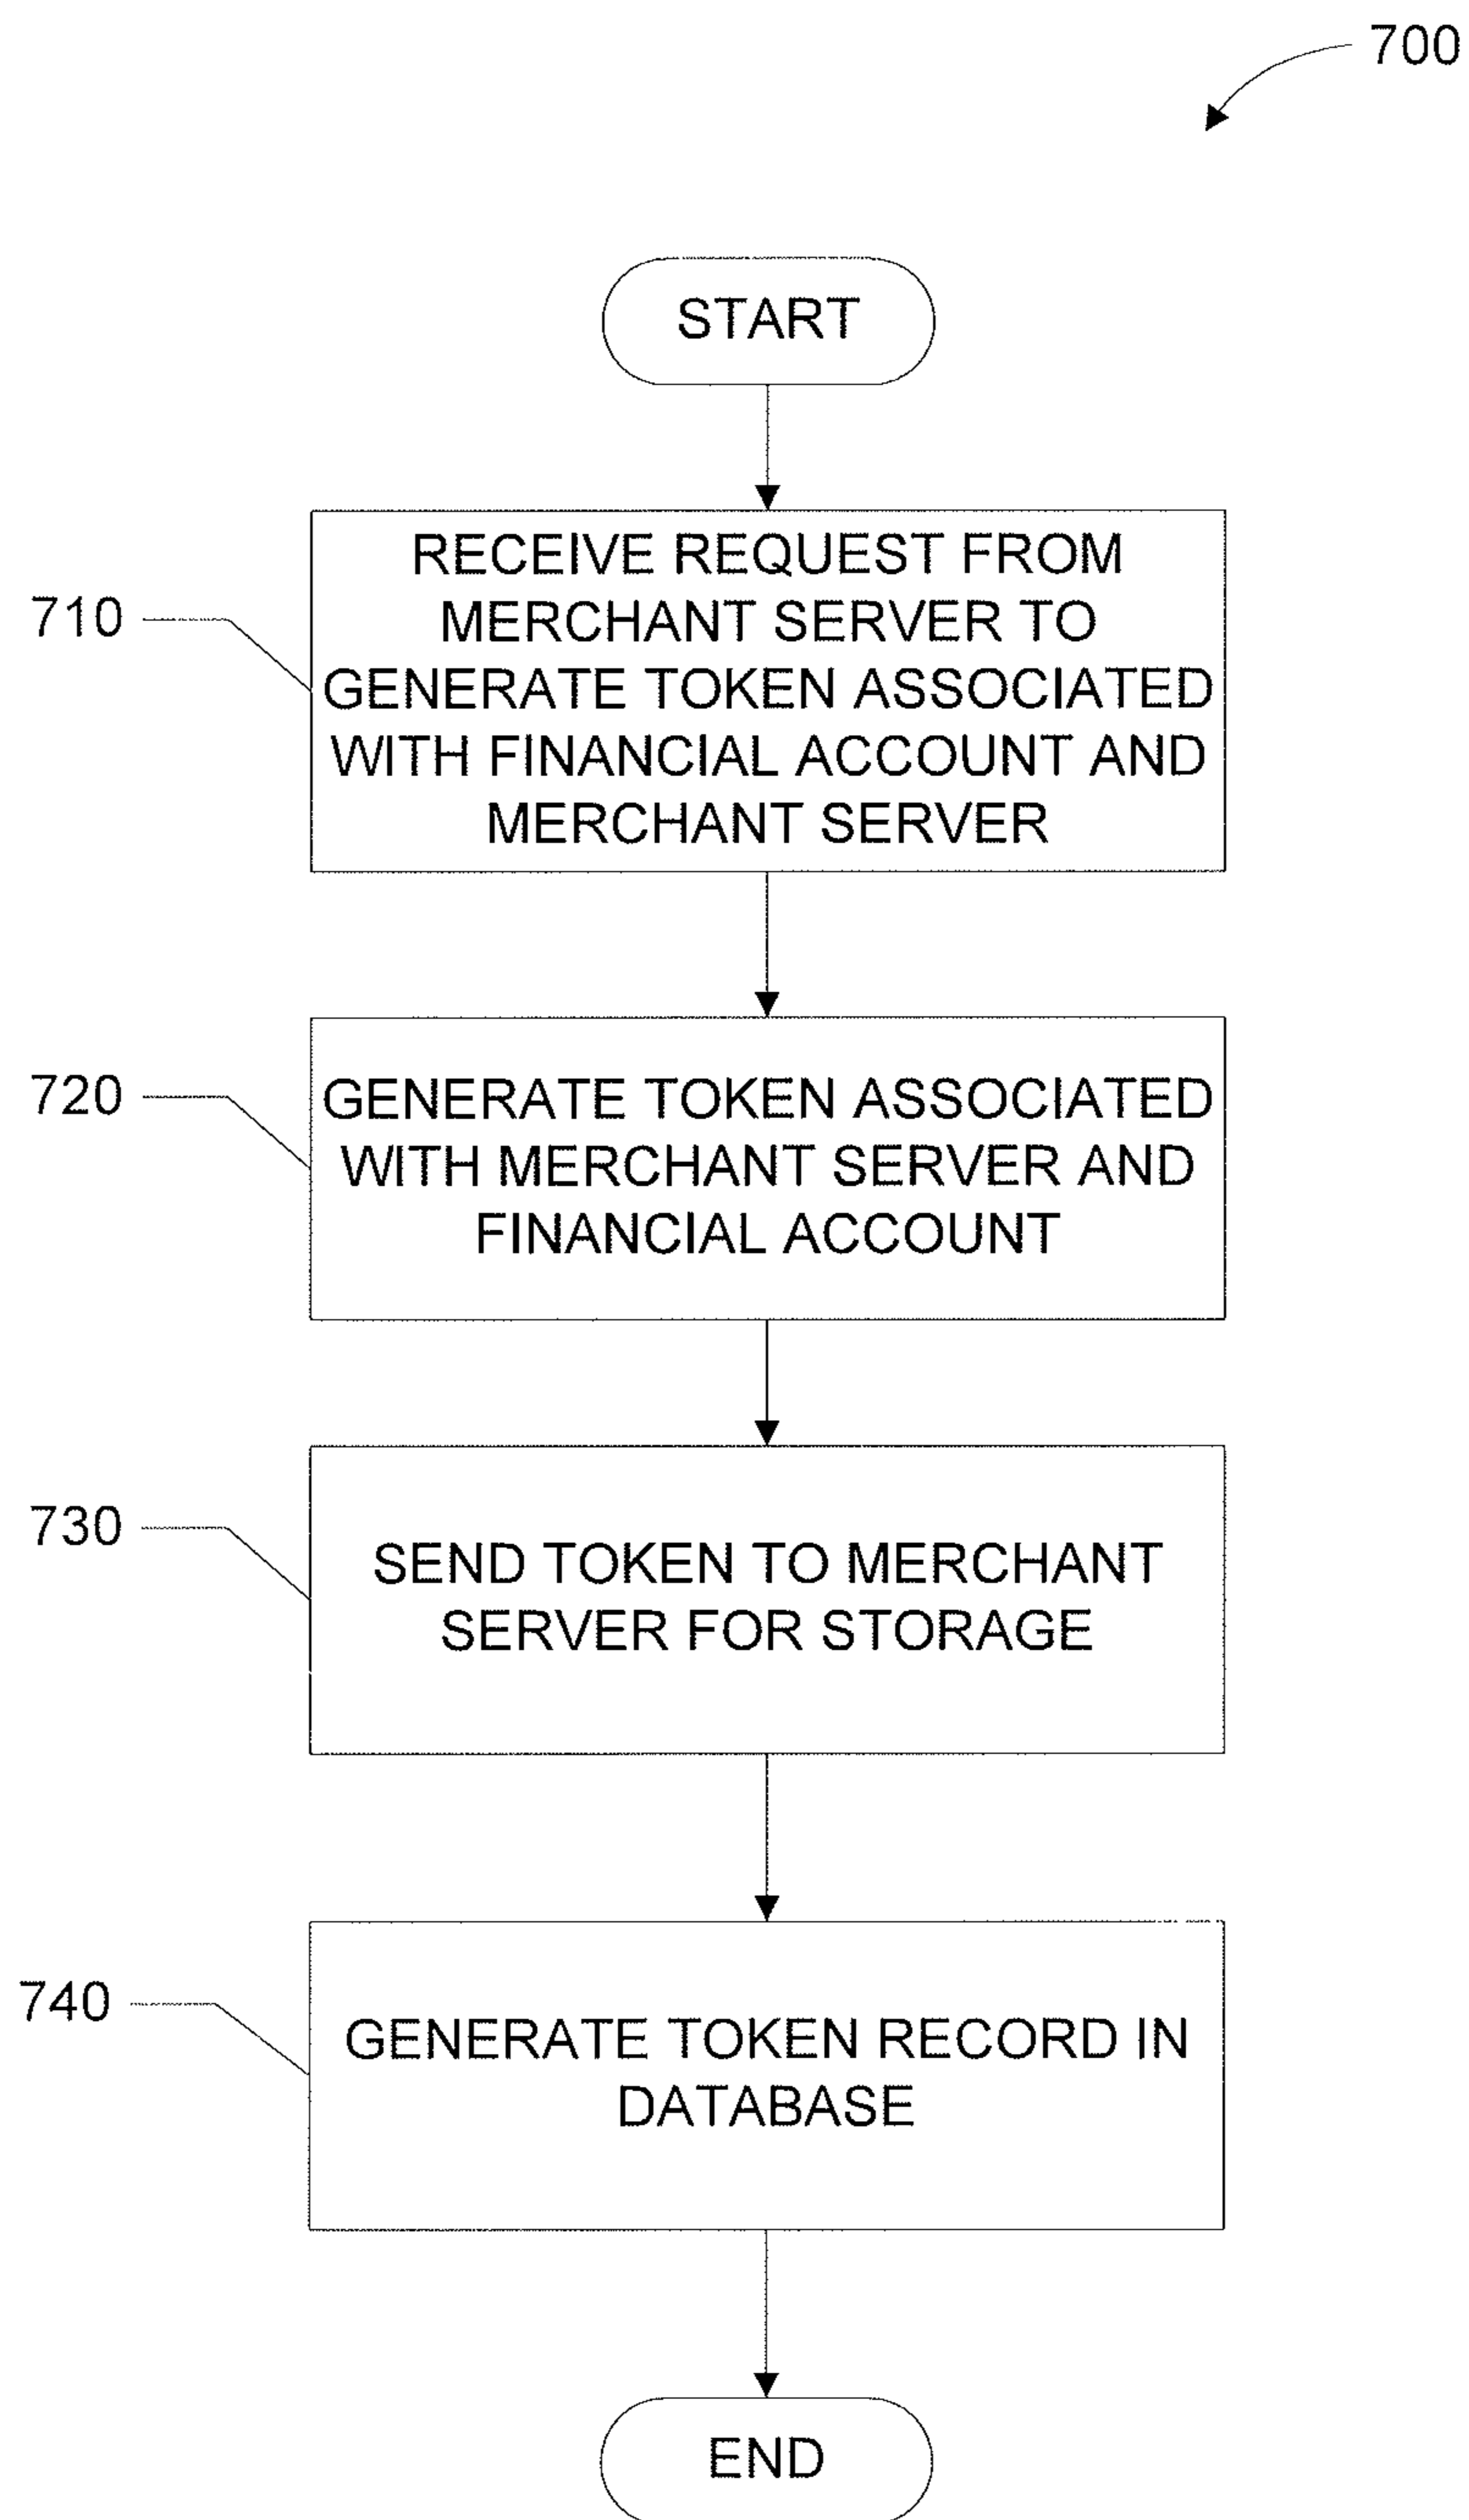 700
START
710
RECEIVE REQUEST FROM
MERCHANT SERVER TO
GENERATE TOKEN ASSOCIATED
WITH FINANCIAL ACCOUNT AND
MERCHANT SERVER
720
GENERATE TOKEN ASSOCIATED
WITH MERCHANT SERVER AND
FINANCIAL ACCOUNT
730
SEND TOKEN TO MERCHANT
SERVER FOR STORAGE
740
GENERATE TOKEN RECORD IN
DATABASE
END